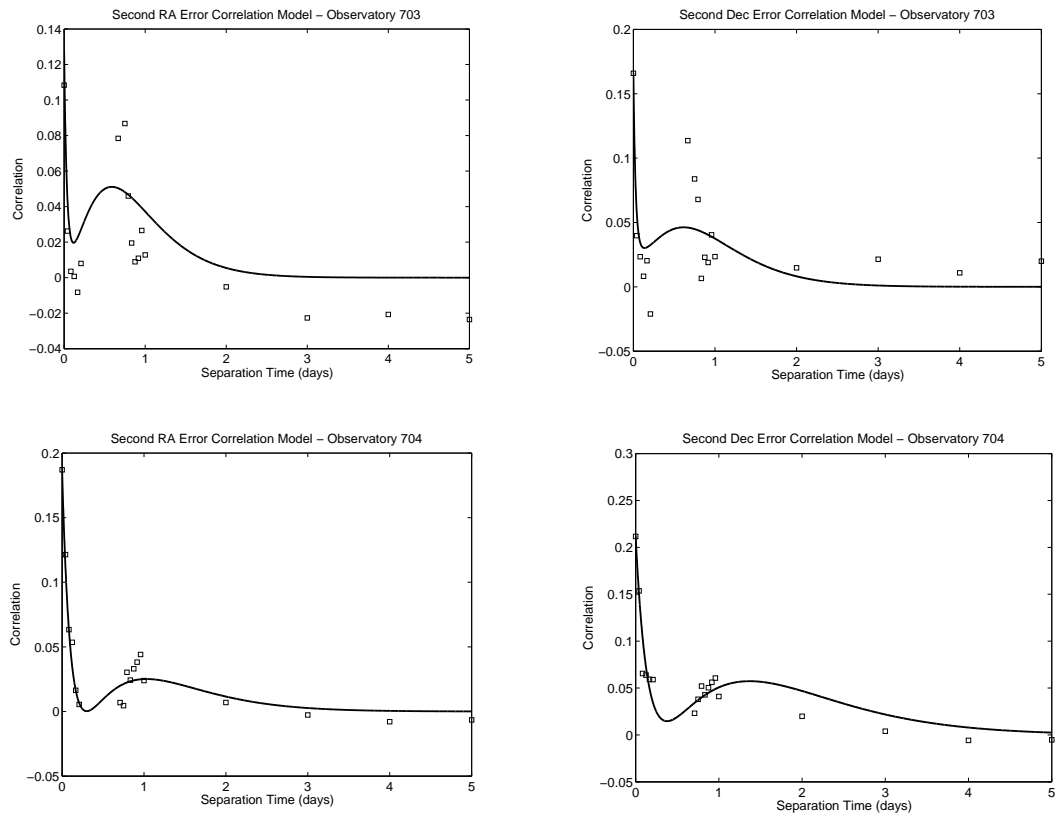 Second RA Error Correlation Model – Observatory 703
0.14
0.12
0.1
0.08
0.06
0.04
0.02
0
−0.02
−0.04
Correlation
0 1 2 3 4 5
Separation Time (days)
Second Dec Error Correlation Model – Observatory 703
0.2
0.15
0.1
0.05
0
−0.05
Correlation
0 1 2 3 4 5
Separation Time (days)
Second RA Error Correlation Model – Observatory 704
0.2
0.15
0.1
0.05
0
−0.05
Correlation
0 1 2 3 4 5
Separation Time (days)
Second Dec Error Correlation Model – Observatory 704
0.3
0.25
0.2
0.15
0.1
0.05
0
−0.05
Correlation
0 1 2 3 4 5
Separation Time (days)